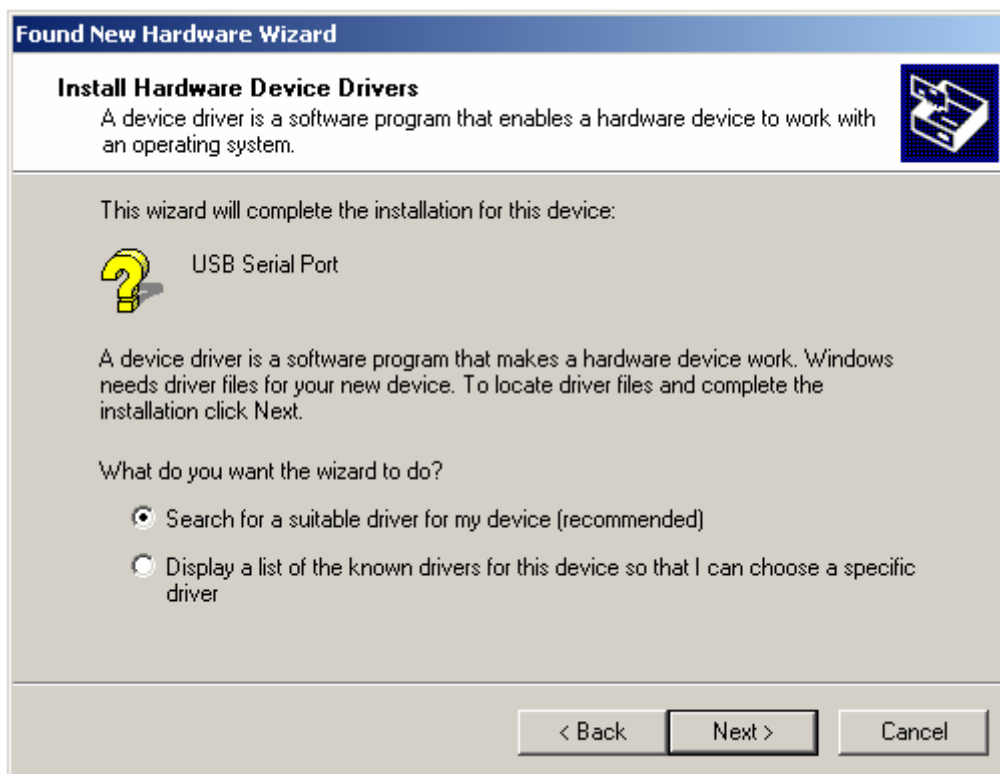 Found New Hardware Wizard
Install Hardware Device Drivers
A device driver is a software program that enables a hardware device to work with
an operating system.
This wizard will complete the installation for this device:
USB Serial Port
A device driver is a software program that makes a hardware device work. Windows
needs driver files for your new device. To locate driver files and complete the
installation click Next.
What do you want the wizard to do?
Search for a suitable driver for my device (recommended)
Display a list of the known drivers for this device so that I can choose a specific
driver
< Back Next > Cancel